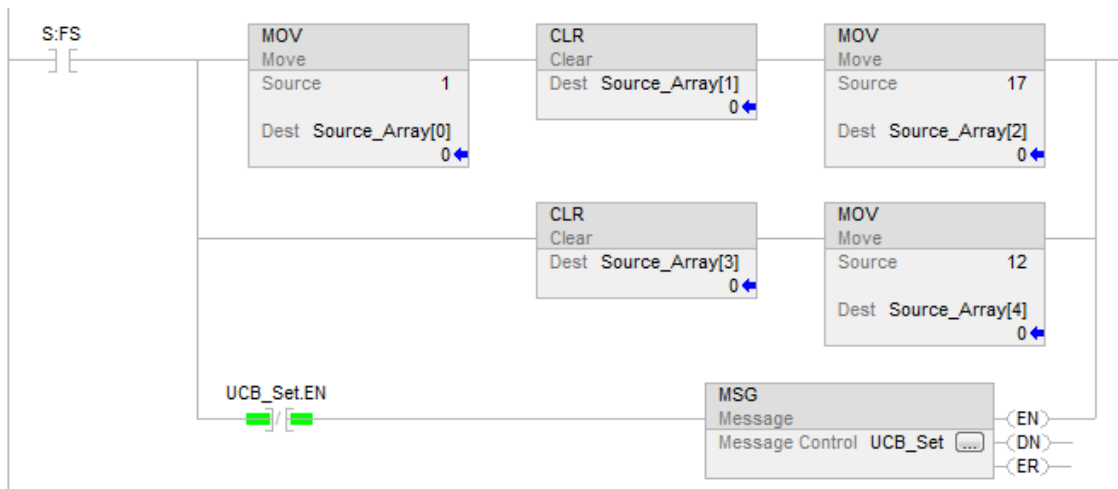 S:FS
MOV
Move
Source 1
Dest Source_Array[0]
0
CLR
Clear
Dest Source_Array[1]
0
MOV
Move
Source 17
Dest Source_Array[2]
0
CLR
Clear
Dest Source_Array[3]
0
MOV
Move
Source 12
Dest Source_Array[4]
0
UCB_Set.EN
MSG
Message
Message Control UCB_Set ...
EN
DN
ER